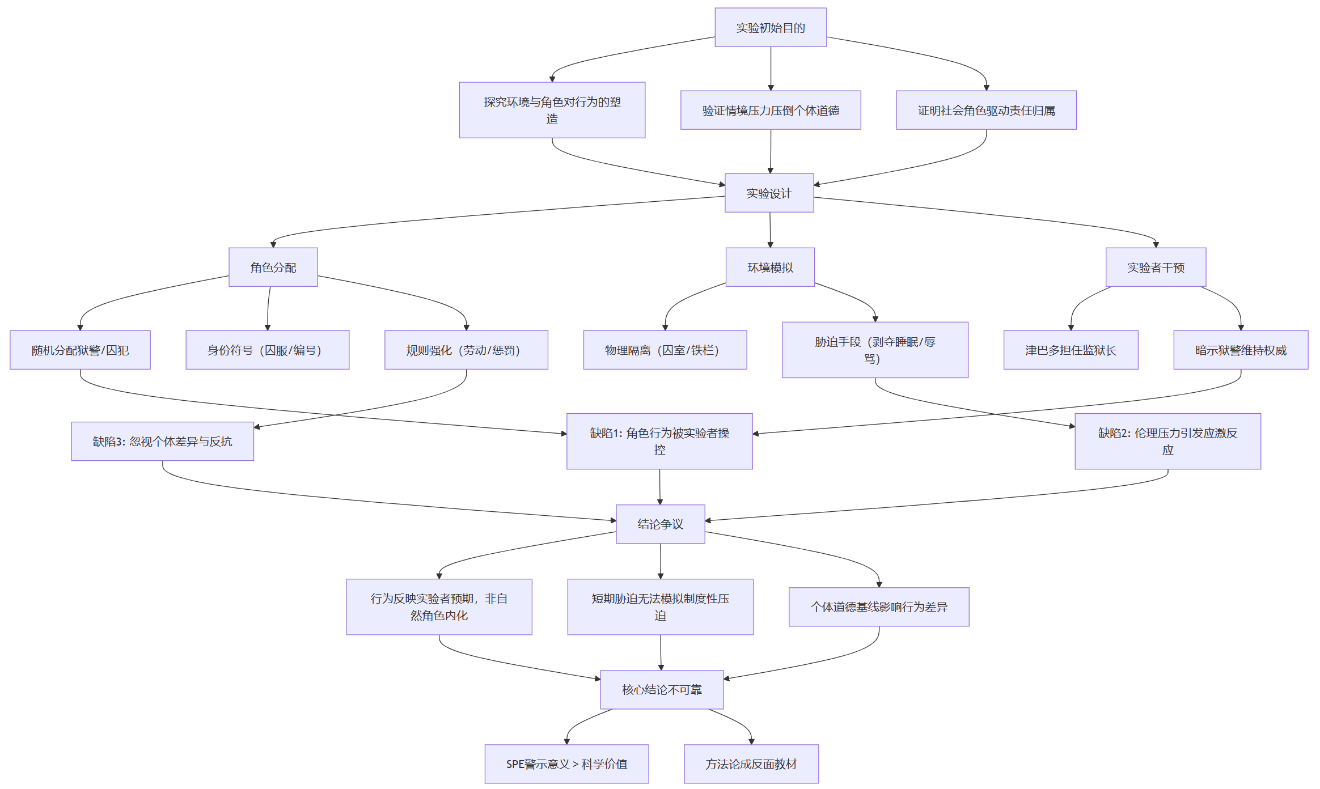 实验初始目的
探究环境与角色对行为的塑
造
验证情境压力压倒个体道德
证明社会角色驱动责任归属
实验设计
角色分配
环境模拟
实验者干预
随机分配狱警/囚犯
身份符号（囚服/编号）
规则强化（劳动/惩罚）
物理隔离（囚室/铁栏）
胁迫手段（剥夺睡眠/辱
骂）
津巴多担任监狱长
暗示狱警维持权威
缺陷3: 忽视个体差异与反坑
缺陷1: 角色行为被实验者操
控
缺陷2: 伦理压力引发应激反
应
结论争议
行为反映实验者预期，非自
然角色内化
短期胁迫无法模拟制度性压
迫
个体道德基线影响行为差异
核心结论不可靠
SPE警示意义 > 科学价值
方法论成反面教材